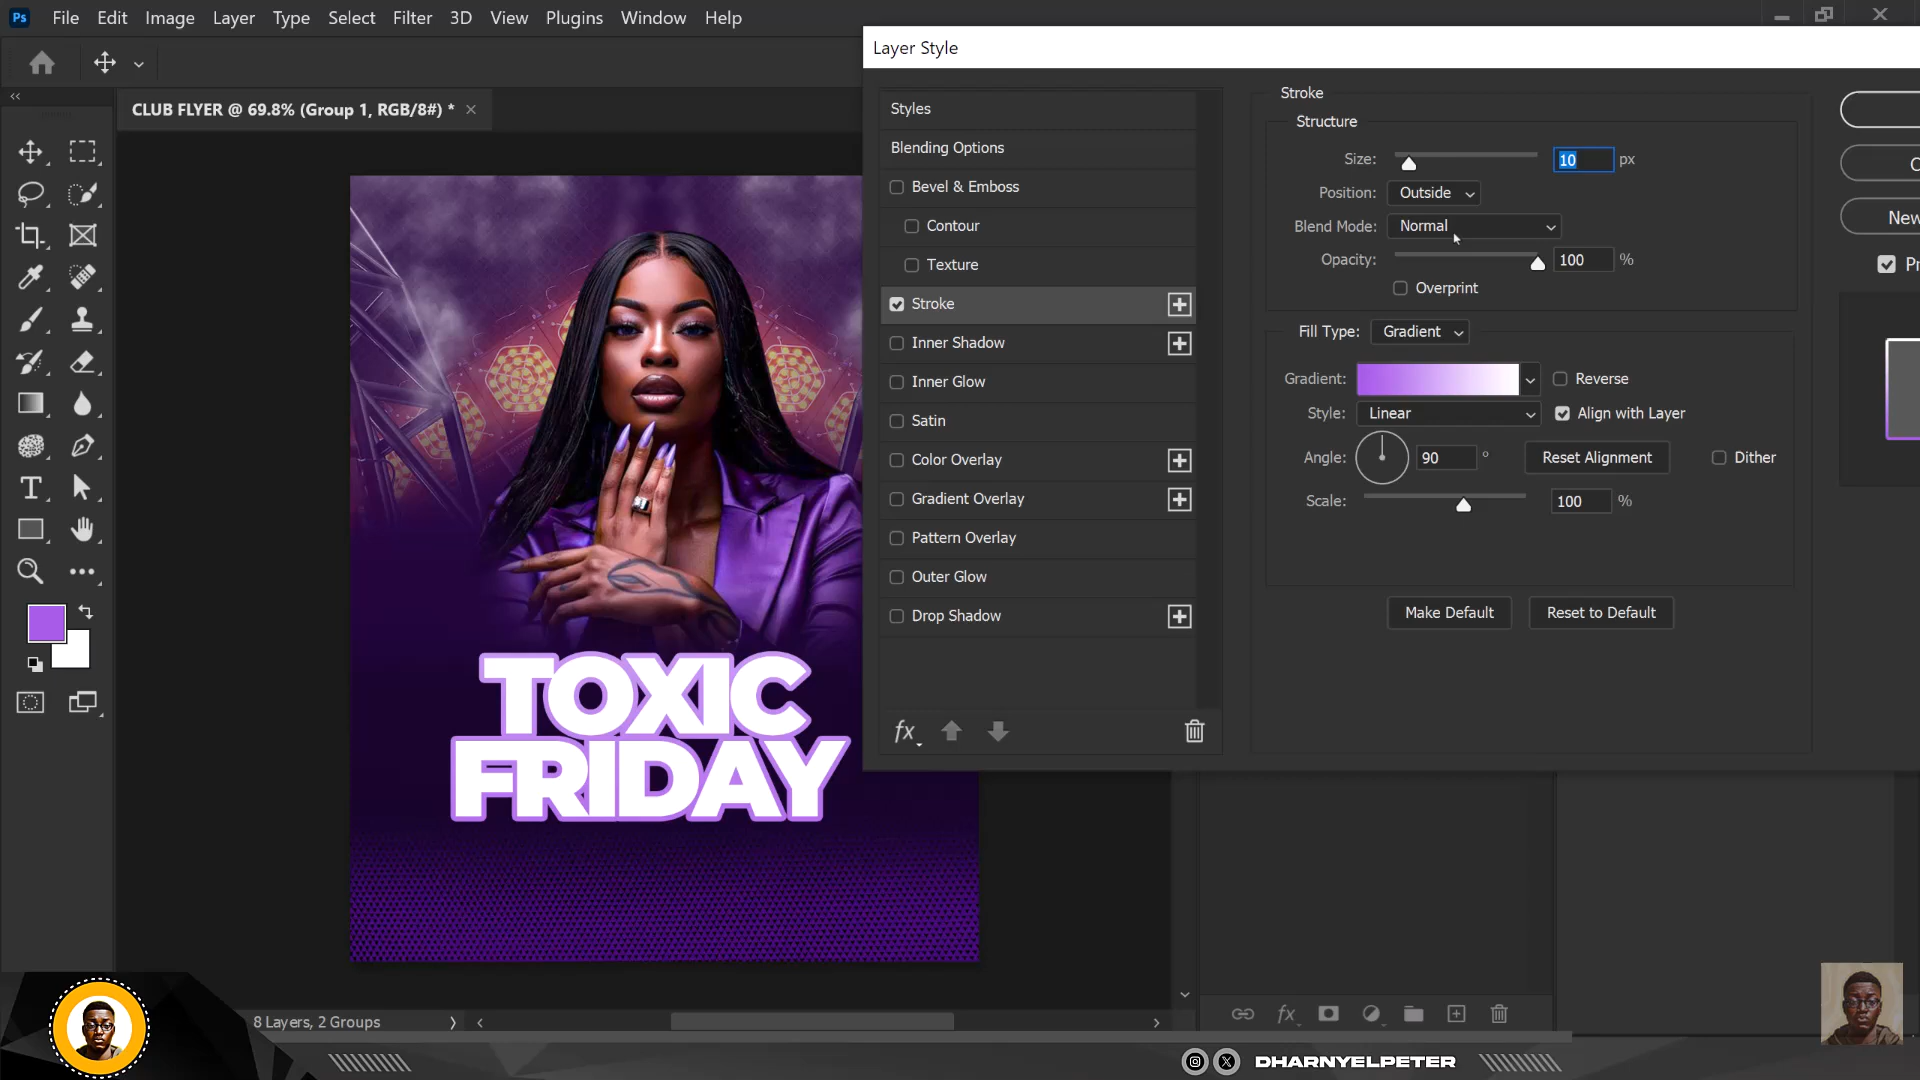 Ps File Edit Image Layer Type Select Filter 3D View Plugins Window Help
Layer Style
CLUB FLYER @ 69.8% (Group 1, RGB/8#) *
Styles
Blending Options
Bevel & Emboss
Contour
Texture
Stroke
Inner Shadow
Inner Glow
Satin
Color Overlay
Gradient Overlay
Pattern Overlay
Outer Glow
Drop Shadow
fx
Stroke
Structure
Size: 10 px
Position: Outside
Blend Mode: Normal
Opacity: 100 %
Overprint
Fill Type: Gradient
Gradient: Reverse
Style: Linear Align with Layer
Angle: 90 ° Reset Alignment Dither
Scale: 100 %
Make Default Reset to Default
New
TOXIC
FRIDAY
8 Layers, 2 Groups
fx
DHARNYELPETER